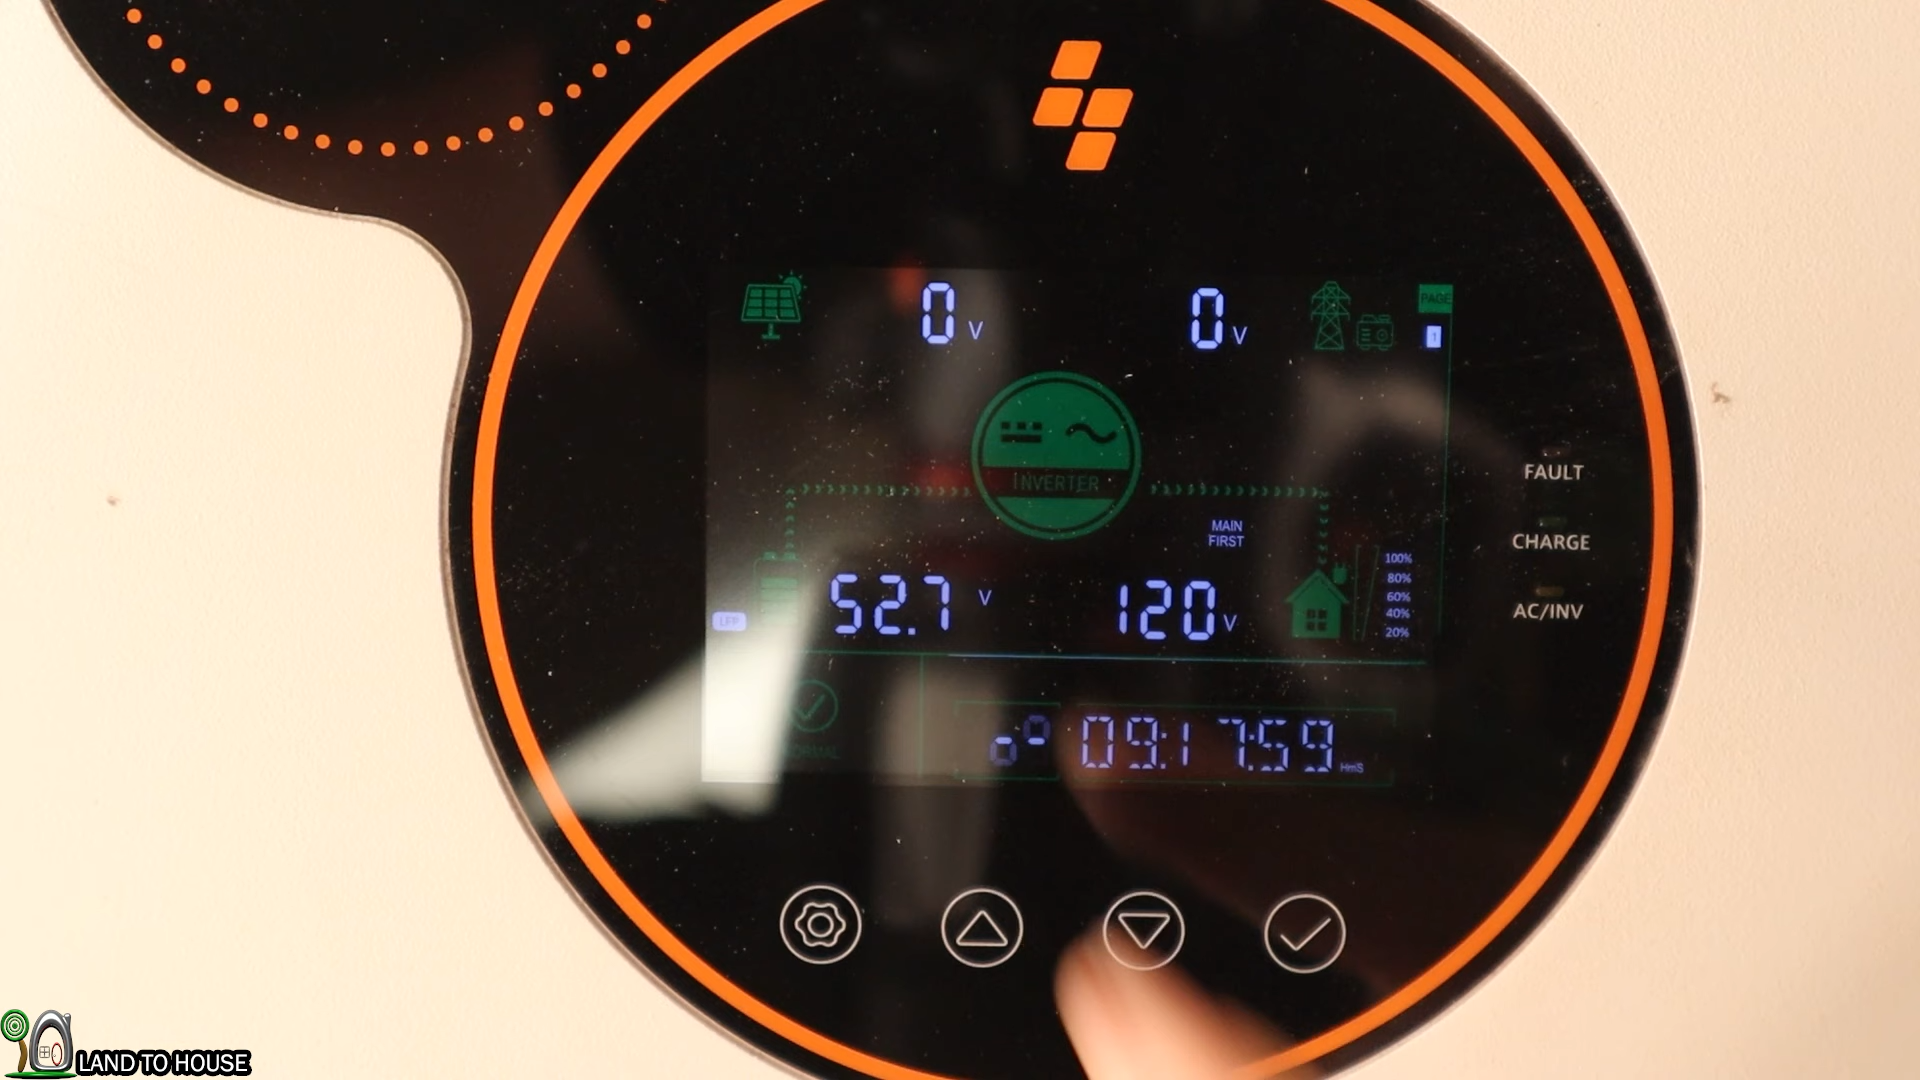 0 V
0 V
PAGE
1
INVERTER
FAULT
MAIN
FIRST
CHARGE
100%
80%
60%
40%
20%
52.7 V
120 V
LFP
AC/INV
NORMAL
09:17:59 HmS
LAND TO HOUSE